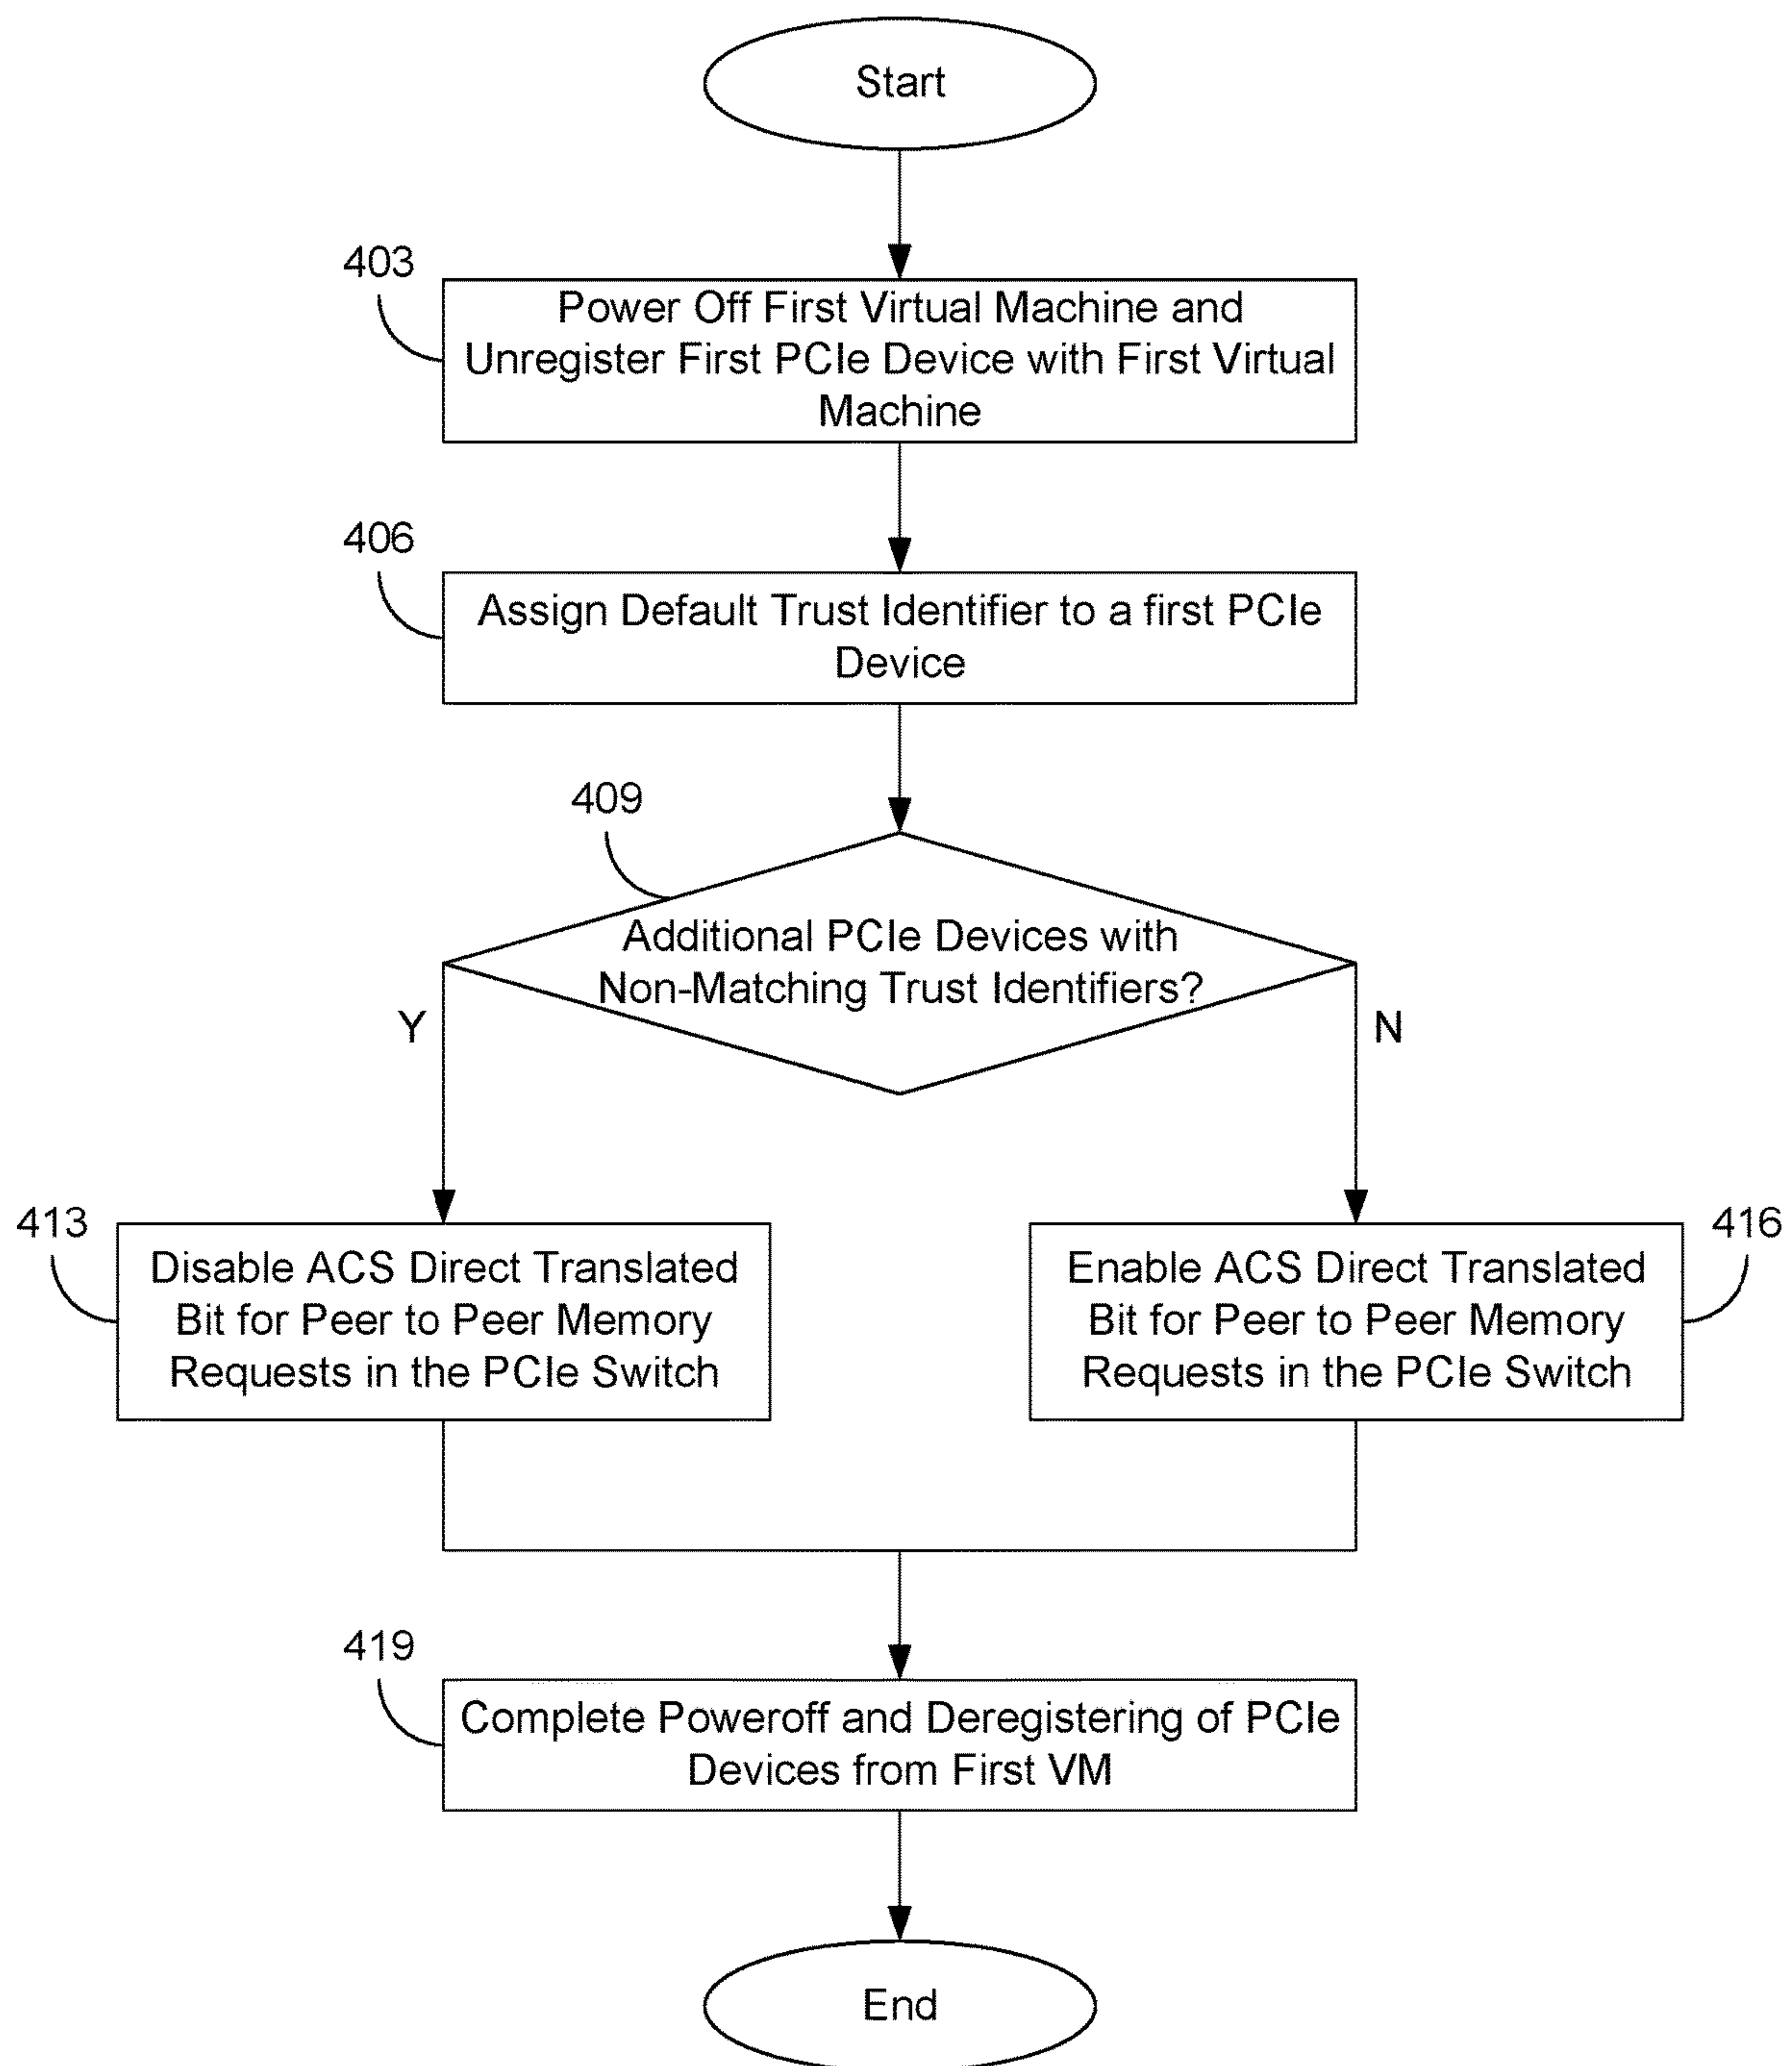 Start
403
Power Off First Virtual Machine and
Unregister First PCIe Device with First Virtual
Machine
406
Assign Default Trust Identifier to a first PCIe
Device
409
Additional PCIe Devices with
Non-Matching Trust Identifiers?
Y
N
413
Disable ACS Direct Translated
Bit for Peer to Peer Memory
Requests in the PCIe Switch
416
Enable ACS Direct Translated
Bit for Peer to Peer Memory
Requests in the PCIe Switch
419
Complete Poweroff and Deregistering of PCIe
Devices from First VM
End